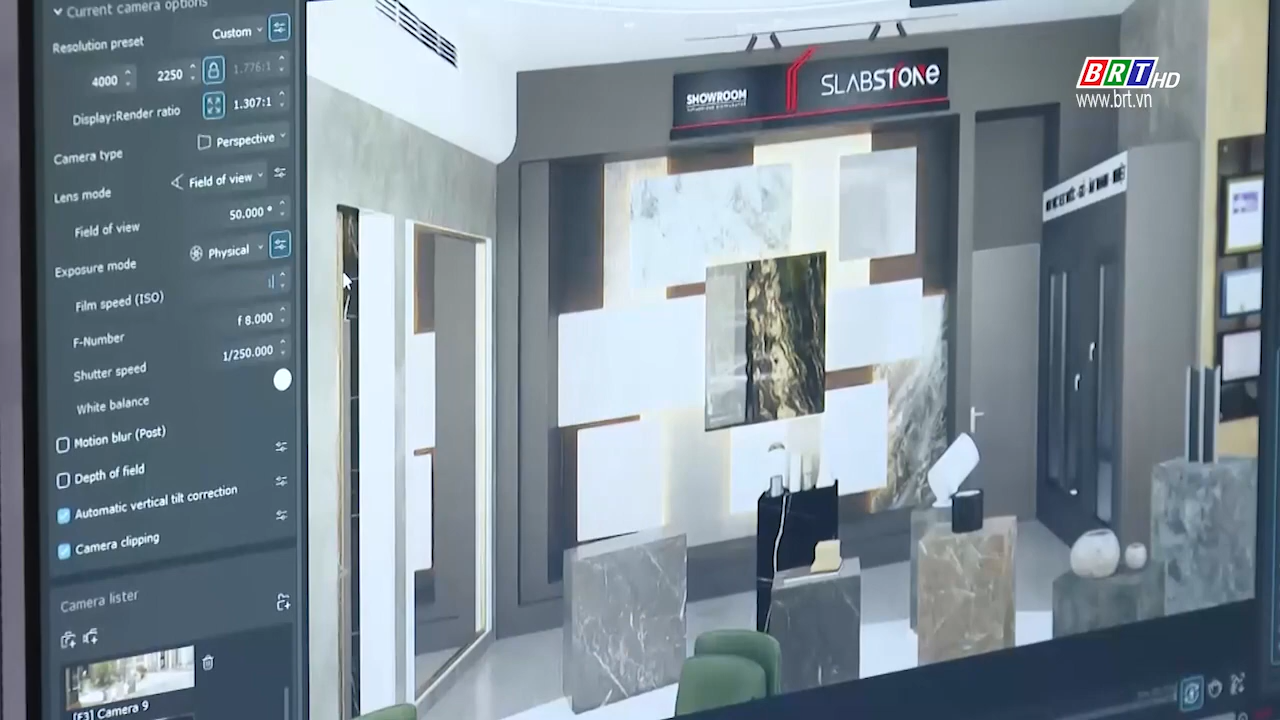 Current camera options
Resolution preset
Custom
4000
2250
1.776:1
Display:Render ratio
1.307:1
Camera type
Perspective
Lens mode
Field of view
Field of view
50.000 °
Exposure mode
Physical
Film speed (ISO)
F-Number
f 8.000
Shutter speed
1/250.000
White balance
Motion blur (Post)
Depth of field
Automatic vertical tilt correction
Camera clipping
Camera lister
[F3] Camera 9
SHOWROOM
SLABSTONe
BRT HD
www.brt.vn